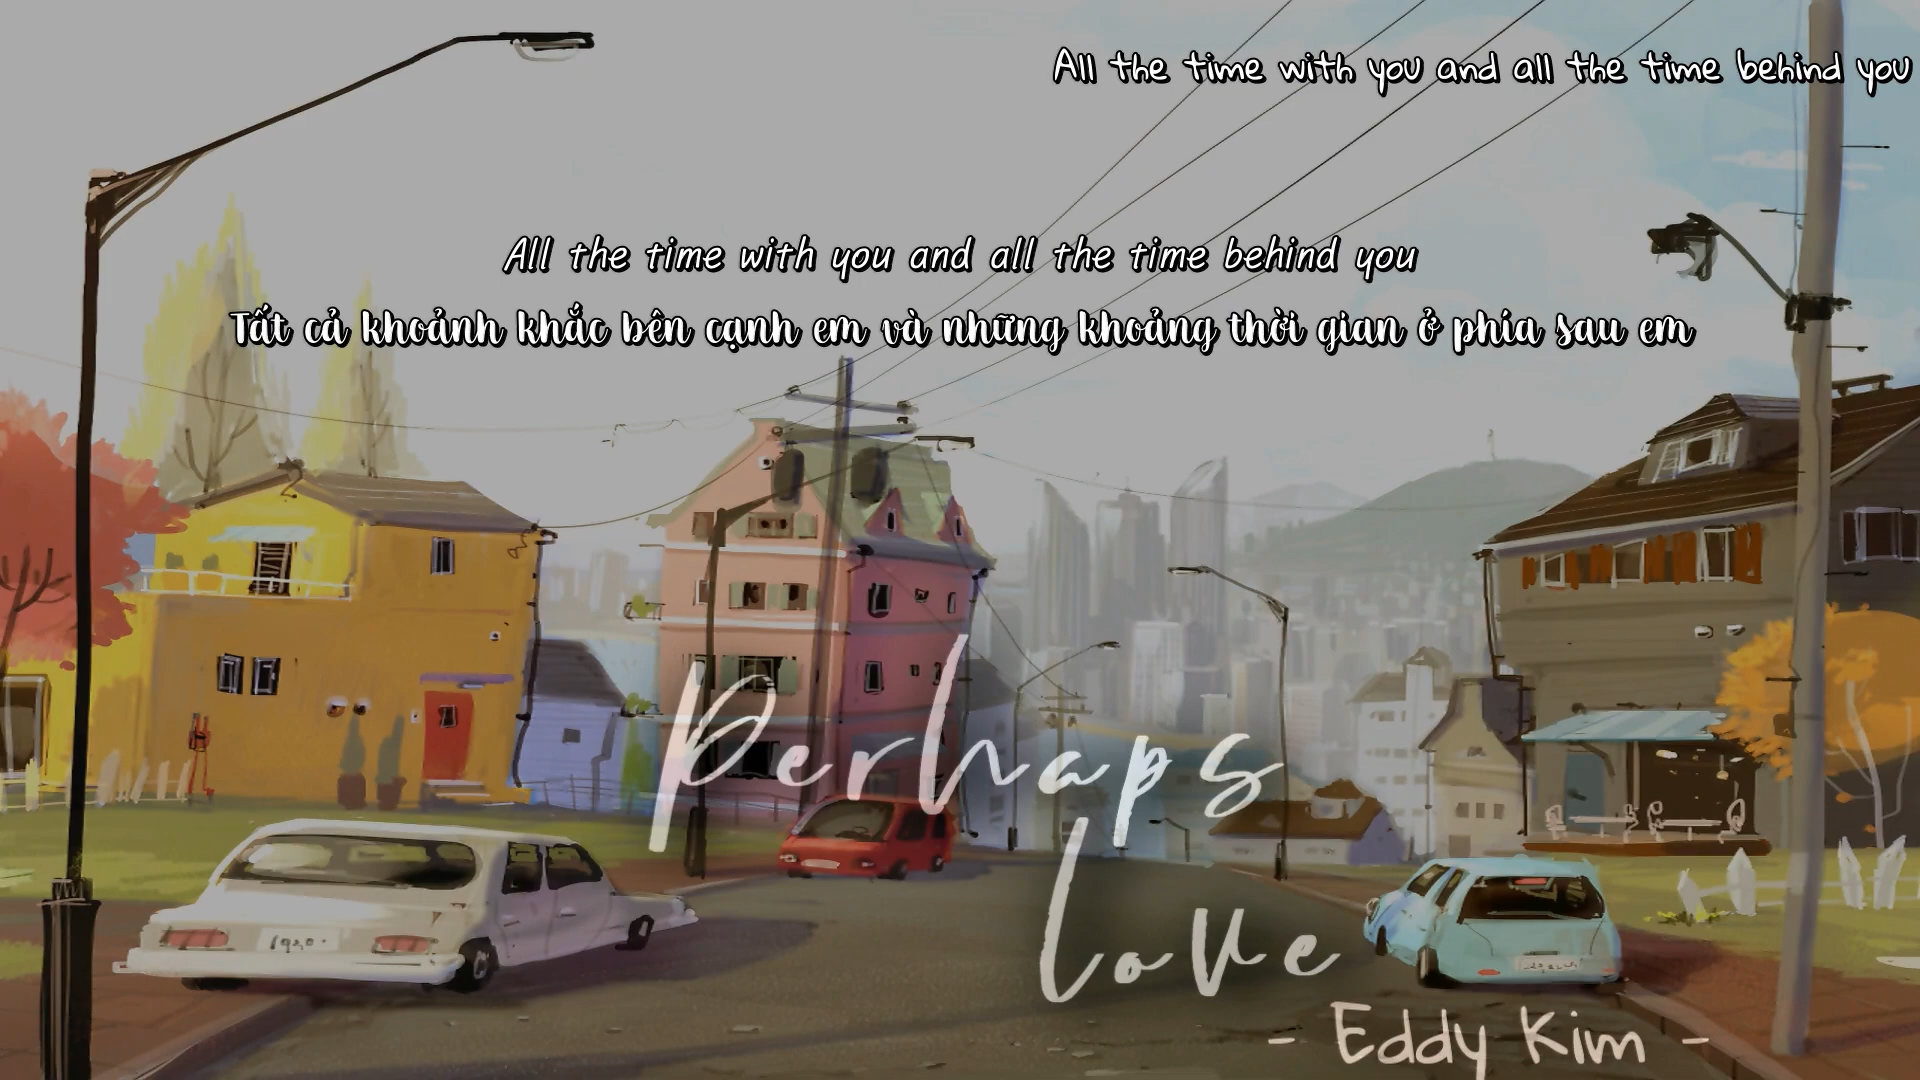 All the time with you and all the time behind you
All the time with you and all the time behind you
Tất cả khoảnh khắc bên cạnh em và những khoảng thời gian ở phía sau em
Perhaps
love
- Eddy Kim -